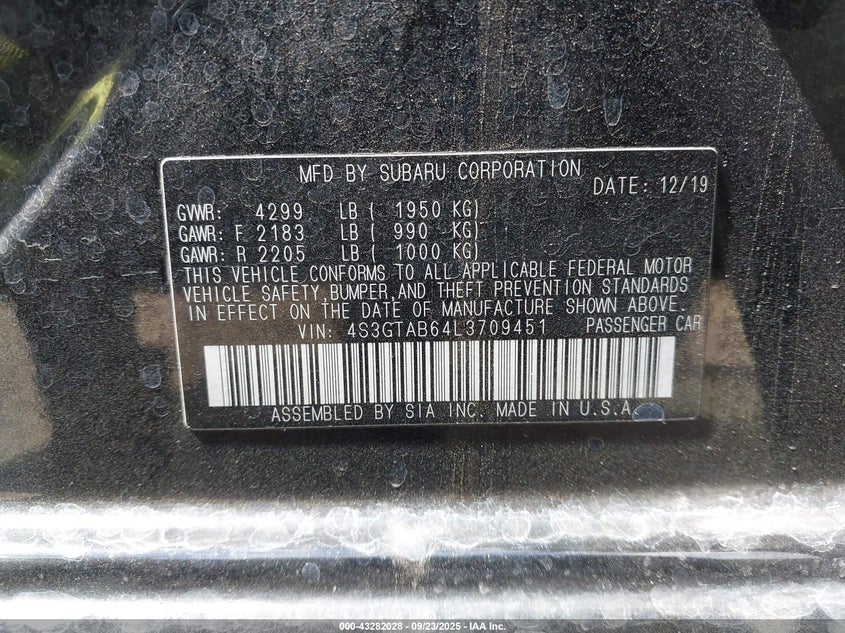 MFD BY SUBARU CORPORATION
DATE: 12/19
GVWR: 4299 LB ( 1950 KG)
GAWR: F 2183 LB ( 990 KG)
GAWR: R 2205 LB ( 1000 KG)
THIS VEHICLE CONFORMS TO ALL APPLICABLE FEDERAL MOTOR
VEHICLE SAFETY,BUMPER,AND THEFT PREVENTION STANDARDS
IN EFFECT ON THE DATE OF MANUFACTURE SHOWN ABOVE.
VIN: 4S3GTAB64L3709451 PASSENGER CAR
ASSEMBLED BY SIA INC. MADE IN U.S.A.
000-43282028 - 09/23/2025 - IAA Inc.